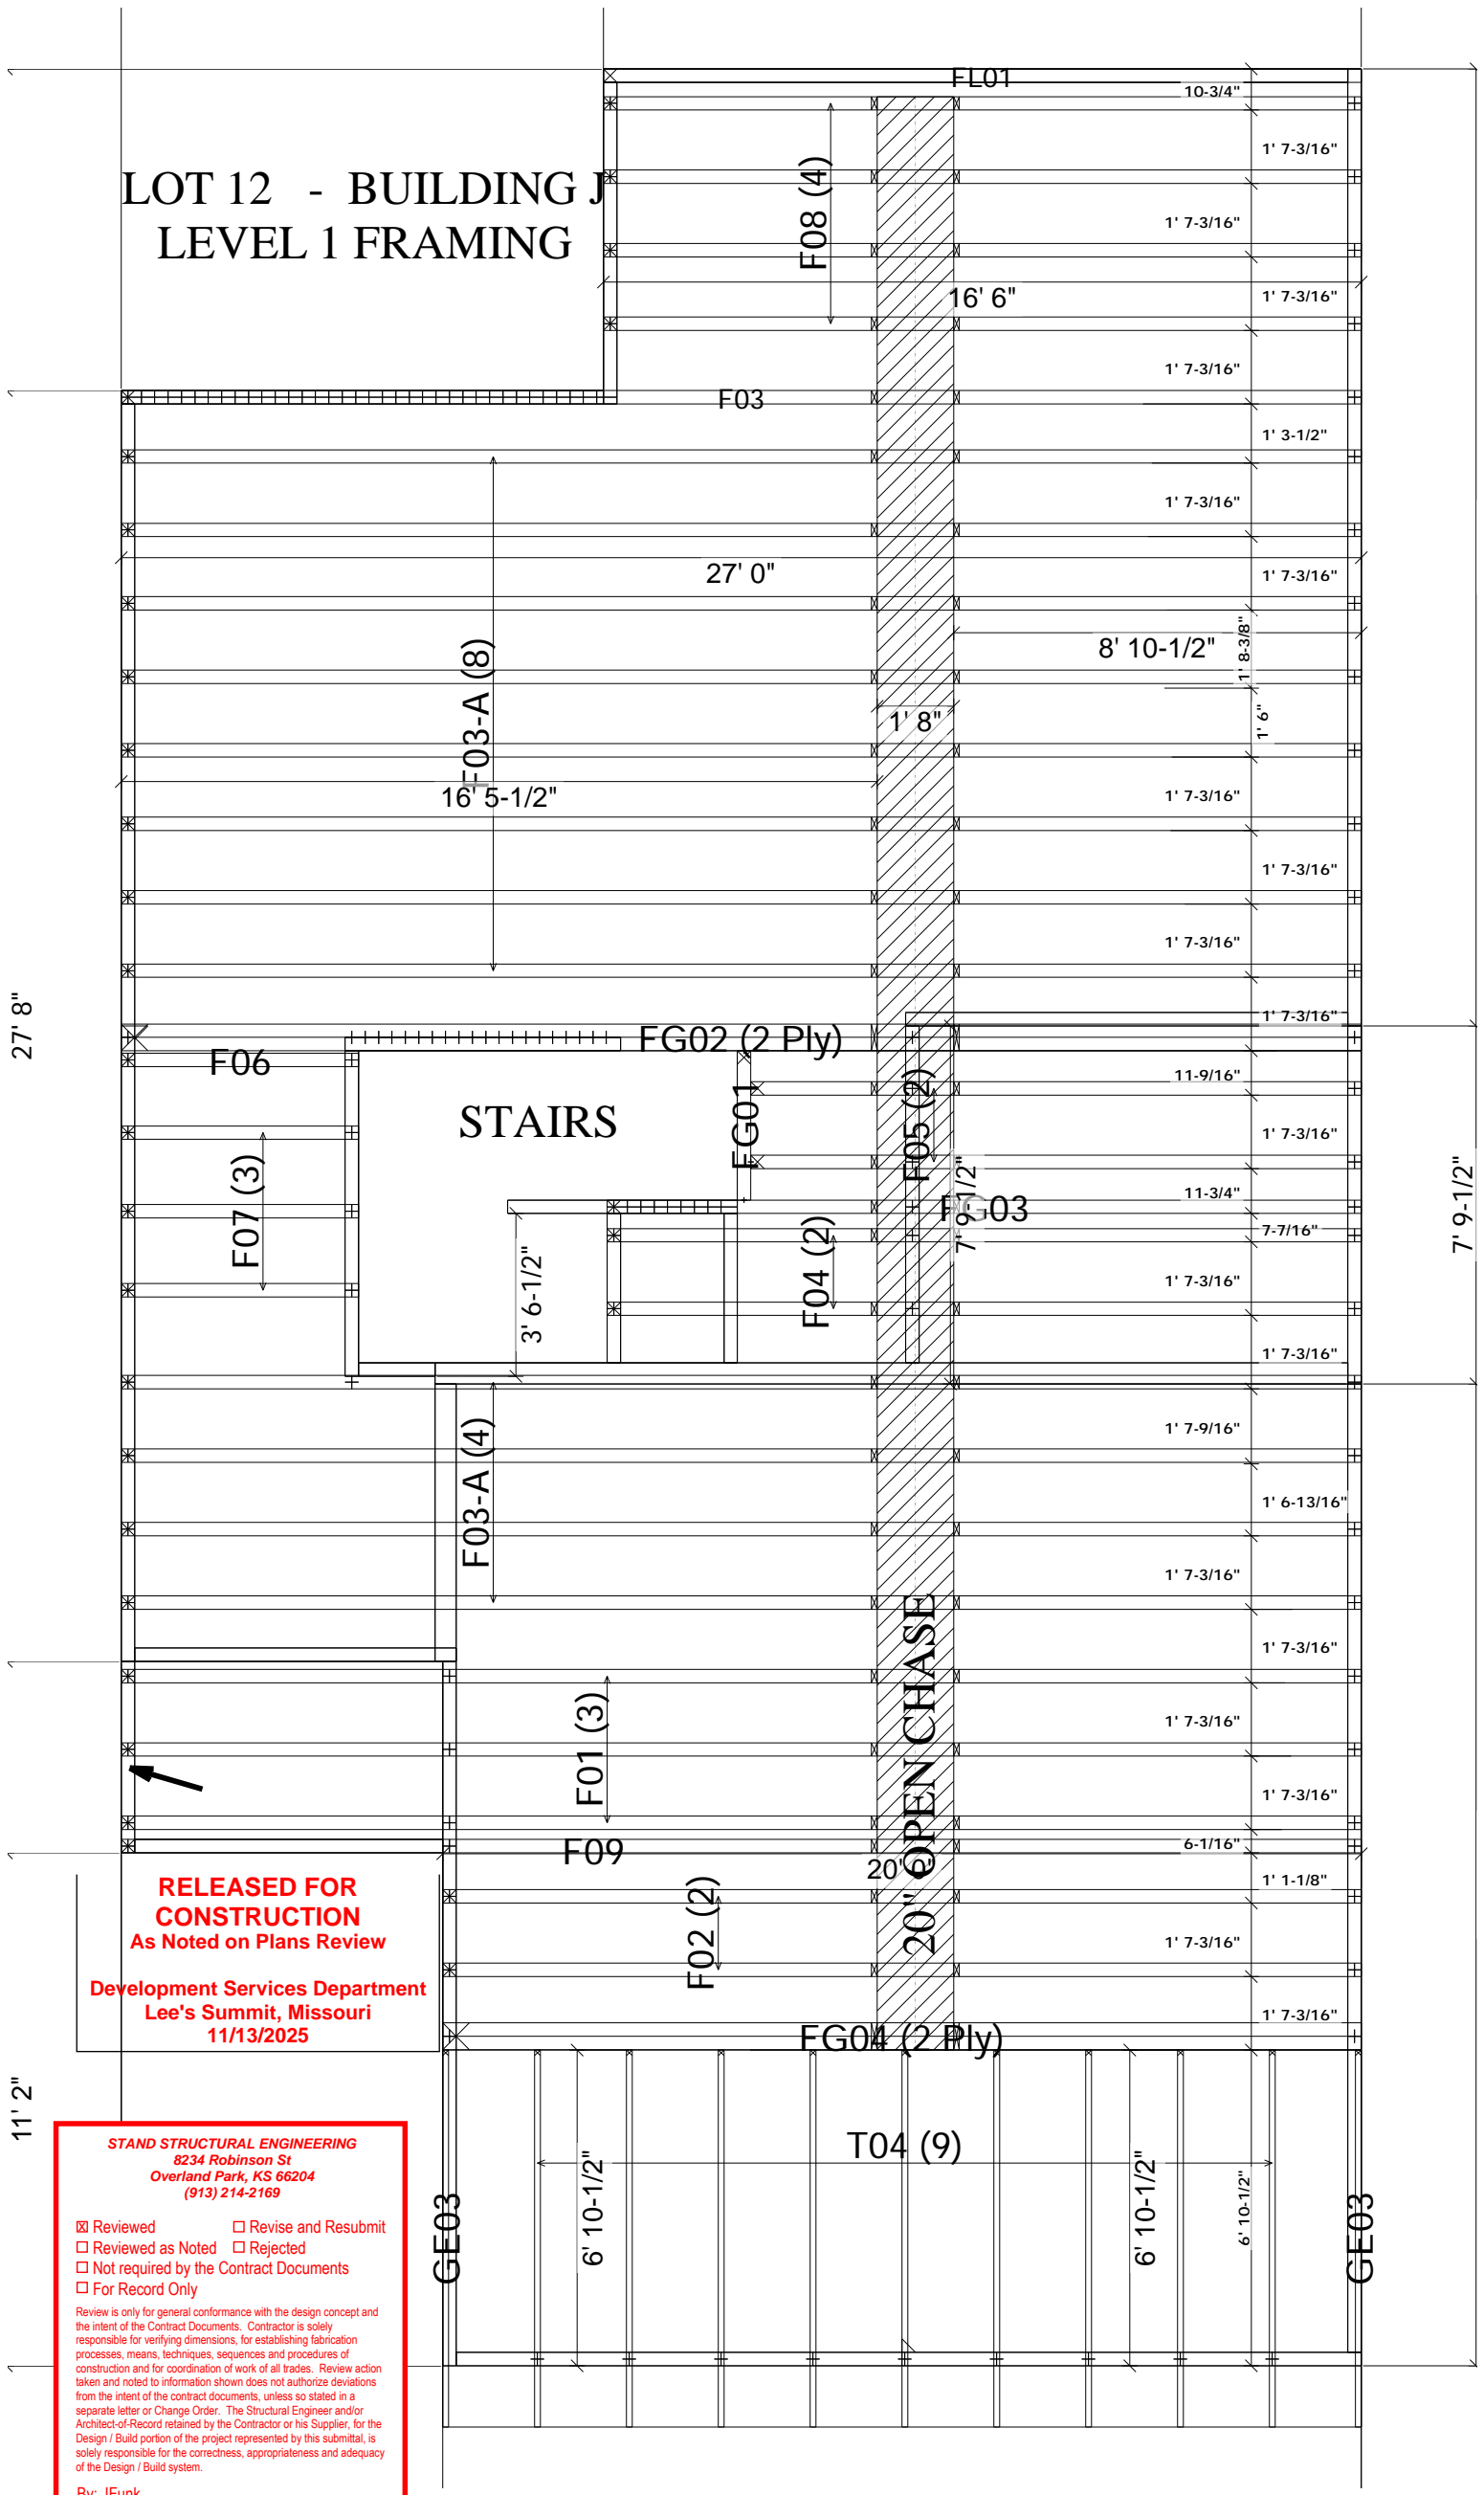 FL01
10-3/4"
1' 7-3/16"
LOT 12 - BUILDING J
LEVEL 1 FRAMING
F08 (4)
1' 7-3/16"
16' 6"
1' 7-3/16"
1' 7-3/16"
F03
1' 3-1/2"
1' 7-3/16"
27' 0"
1' 7-3/16"
F03-A (8)
8' 10-1/2"
1' 8-3/8"
1' 8"
1' 6"
16' 5-1/2"
1' 7-3/16"
1' 7-3/16"
1' 7-3/16"
27' 8"
1' 7-3/16"
FG02 (2 Ply)
F06
11-9/16"
STAIRS
FG01
F05 (2)
1' 7-3/16"
F07 (3)
7' 9-1/2"
7' 9-1/2"
11-3/4"
FG03
7-7/16"
3' 6-1/2"
F04 (2)
1' 7-3/16"
1' 7-3/16"
F03-A (4)
1' 7-9/16"
1' 6-13/16"
1' 7-3/16"
20" OPEN CHASE
1' 7-3/16"
F01 (3)
1' 7-3/16"
1' 7-3/16"
F09
6-1/16"
20' 0"
1' 1-1/8"
F02 (2)
1' 7-3/16"
1' 7-3/16"
FG04 (2 Ply)
RELEASED FOR
CONSTRUCTION
As Noted on Plans Review
Development Services Department
Lee's Summit, Missouri
11/13/2025
11' 2"
T04 (9)
GE03
6' 10-1/2"
6' 10-1/2"
6' 10-1/2"
GE03
STAND STRUCTURAL ENGINEERING
8234 Robinson St
Overland Park, KS 66204
(913) 214-2169
☒ Reviewed ☐ Revise and Resubmit
☐ Reviewed as Noted ☐ Rejected
☐ Not required by the Contract Documents
☐ For Record Only
Review is only for general conformance with the design concept and
the intent of the Contract Documents. Contractor is solely
responsible for verifying dimensions, for establishing fabrication
processes, means, techniques, sequences and procedures of
construction and for coordination of work of all trades. Review action
taken and noted to information shown does not authorize deviations
from the intent of the contract documents, unless so stated in a
separate letter or Change Order. The Structural Engineer and/or
Architect-of-Record retained by the Contractor or his Supplier, for the
Design / Build portion of the project represented by this submittal, is
solely responsible for the correctness, appropriateness and adequacy
of the Design / Build system.
By: JFunk